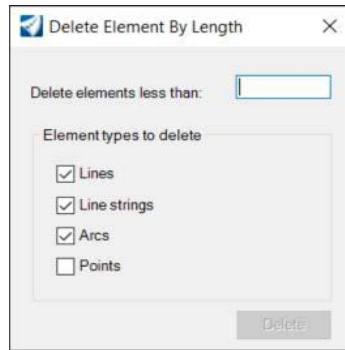 Delete Element By Length
Delete elements less than:
Element types to delete
Lines
Line strings
Arcs
Points
Delete